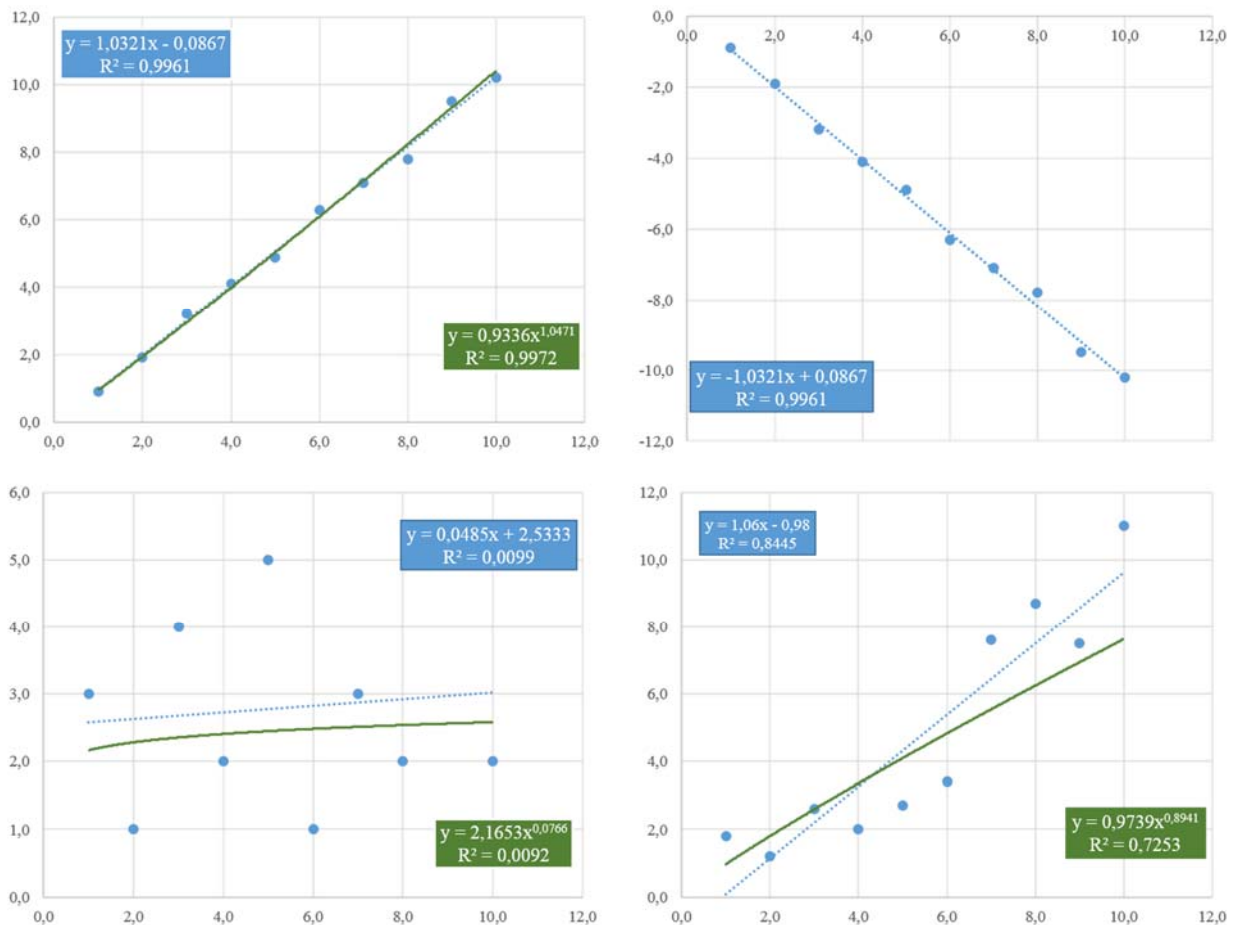 12,0
10,0
8,0
6,0
4,0
2,0
0,0
0,0 2,0 4,0 6,0 8,0 10,0 12,0
y = 1,0321x - 0,0867
R² = 0,9961
y = 0,9336x^1,0471
R² = 0,9972
0,0
0,0 2,0 4,0 6,0 8,0 10,0 12,0
-2,0
-4,0
-6,0
-8,0
-10,0
-12,0
y = -1,0321x + 0,0867
R² = 0,9961
6,0
5,0
4,0
3,0
2,0
1,0
0,0
0,0 2,0 4,0 6,0 8,0 10,0 12,0
y = 0,0485x + 2,5333
R² = 0,0099
y = 2,1653x^0,0766
R² = 0,0092
12,0
10,0
8,0
6,0
4,0
2,0
0,0
0,0 2,0 4,0 6,0 8,0 10,0 12,0
y = 1,06x - 0,98
R² = 0,8445
y = 0,9739x^0,8941
R² = 0,7253